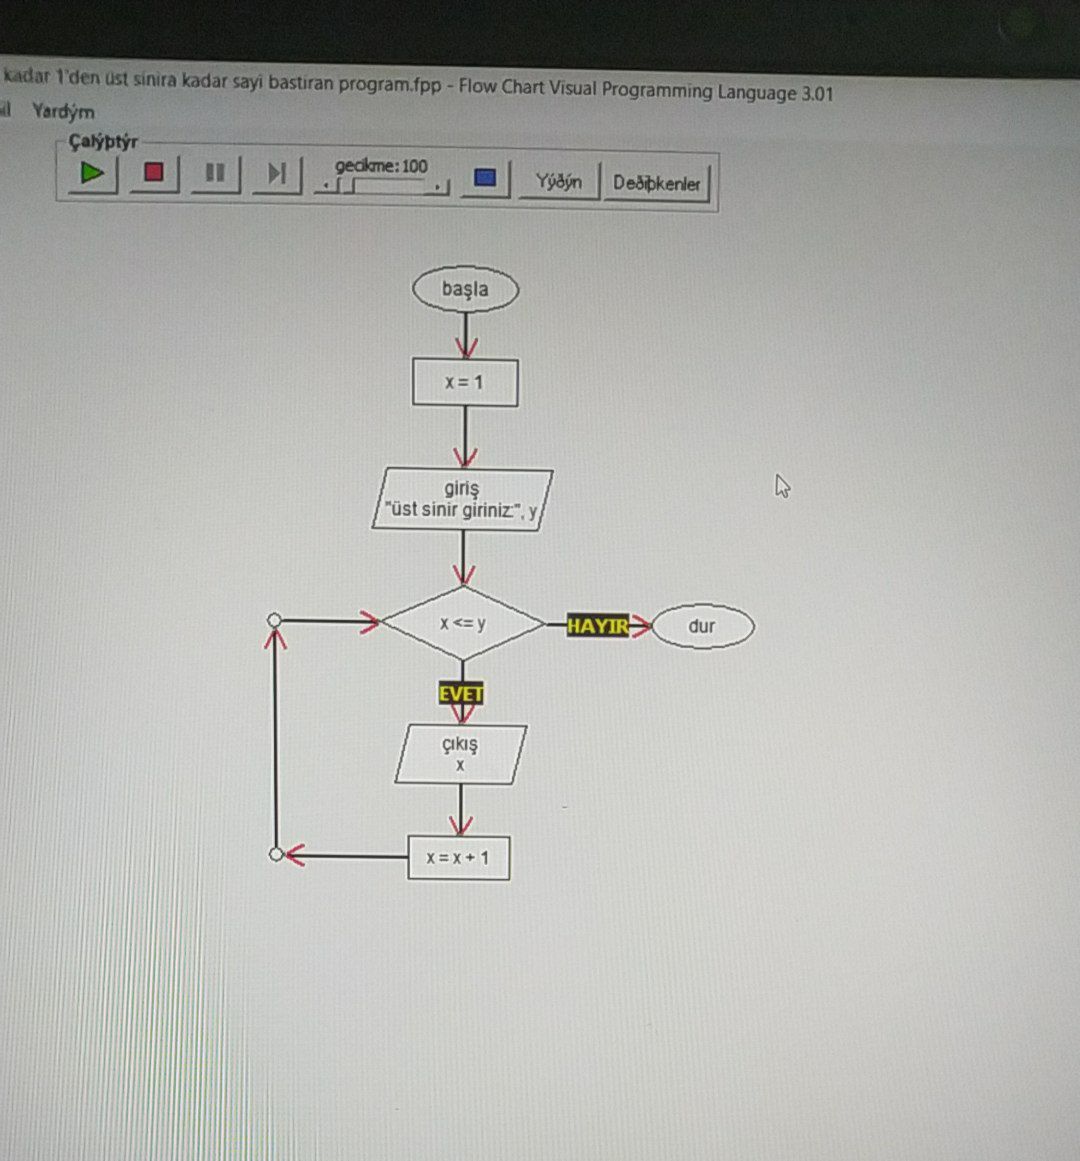 kadar 1'den üst sinira kadar sayi bastiran program.fpp - Flow Chart Visual Programming Language 3.01
Yardým
Çalýþtýr
gecikme: 100
Yýðýn
Deðiþkenler
başla
x = 1
giriş
"üst sinir giriniz:", y
x <= y
HAYIR
dur
EVET
çıkış
x
x = x + 1